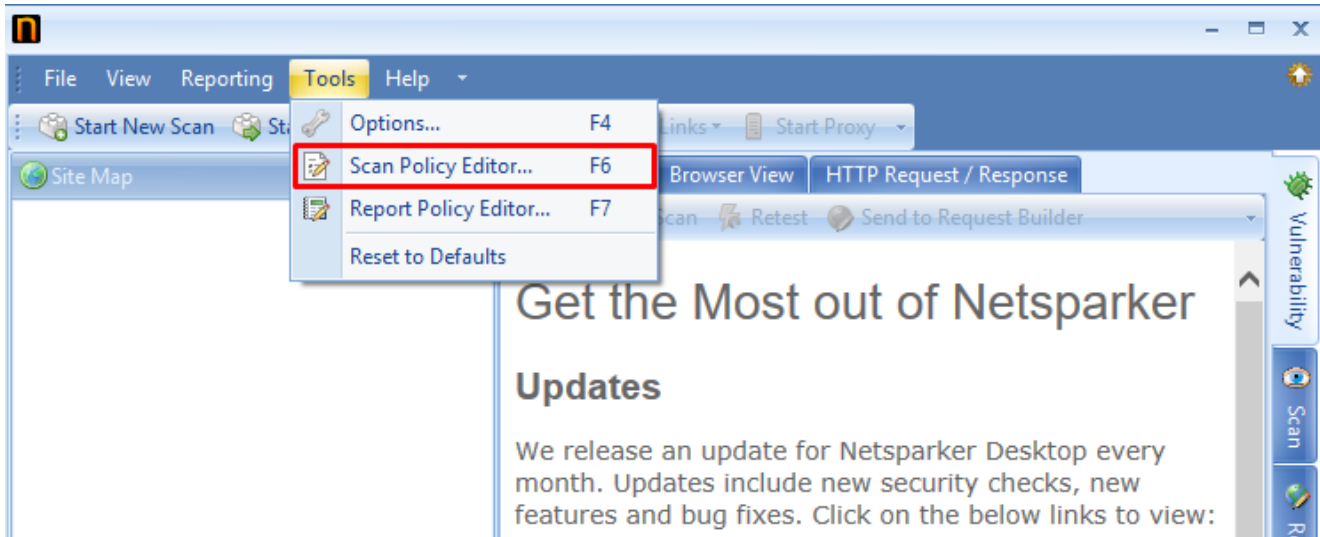 n
File View Reporting Tools Help
Start New Scan
Links Start Proxy
Options... F4
Scan Policy Editor... F6
Report Policy Editor... F7
Reset to Defaults
Site Map
Browser View HTTP Request / Response
Retest Send to Request Builder
Get the Most out of Netsparker
Updates
We release an update for Netsparker Desktop every
month. Updates include new security checks, new
features and bug fixes. Click on the below links to view:
Vulnerability
Scan